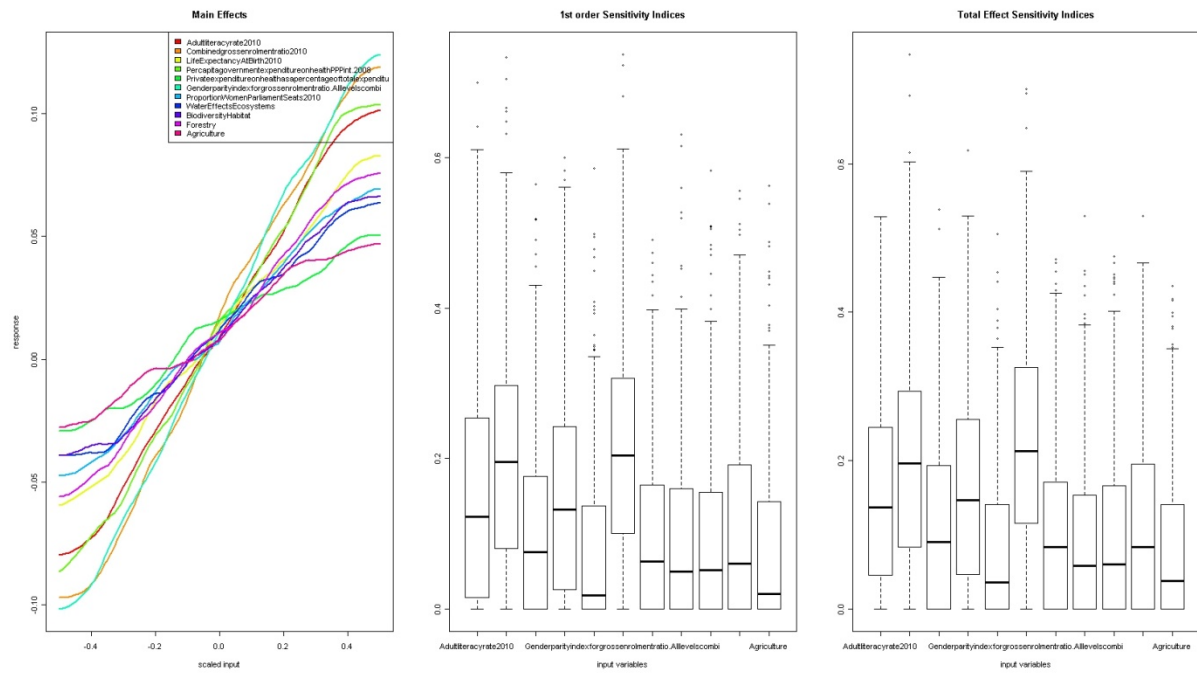 Main Effects
Adultliteracyrate2010
Combinedgrossenrolmentratio2010
LifeExpectancyAtBirth2010
PercapitagovernmentexpenditureonhealthPPPint.2008
Privateexpenditureonhealthasapercentageoftotalexpenditu
Genderparityindexforgrossenrolmentratio.Alllevelscombi
ProportionWomenParliamentSeats2010
WaterEffectsEcosystems
BiodiversityHabitat
Forestry
Agriculture
response
0.10
0.05
0.00
-0.05
-0.10
-0.4 -0.2 0.0 0.2 0.4
scaled input
1st order Sensitivity Indices
0.6
0.4
0.2
0.0
Adultliteracyrate2010 Genderparityindexforgrossenrolmentratio.Alllevelscombi Agriculture
input variables
Total Effect Sensitivity Indices
0.6
0.4
0.2
0.0
Adultliteracyrate2010 Genderparityindexforgrossenrolmentratio.Alllevelscombi Agriculture
input variables